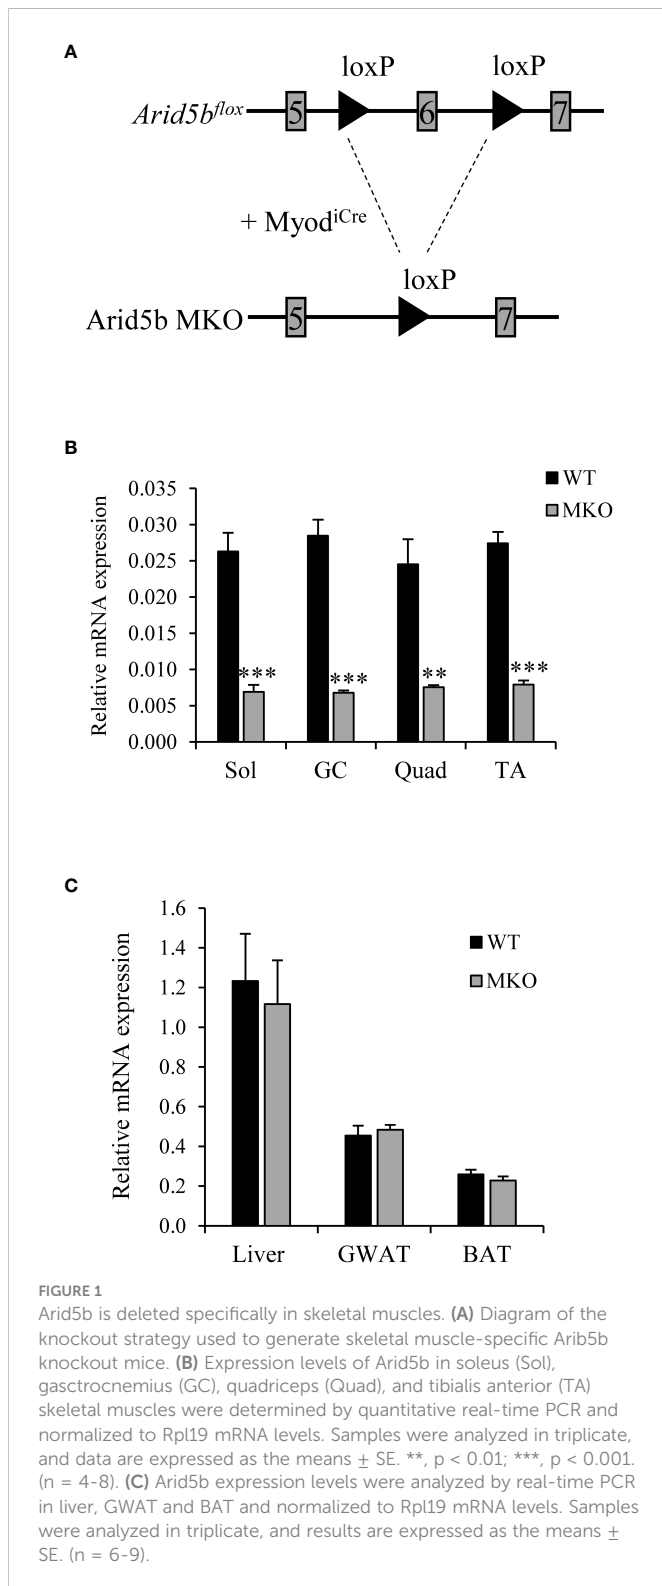 A
loxP loxP
Arid5b^flox 5 6 7
+ Myod^iCre
loxP
Arid5b MKO 5 7
B
WT
MKO
Relative mRNA expression
0.035
0.030
0.025
0.020
0.015
0.010
0.005
0.000
*** *** ** ***
Sol GC Quad TA
C
WT
MKO
Relative mRNA expression
1.6
1.4
1.2
1.0
0.8
0.6
0.4
0.2
0.0
Liver GWAT BAT
FIGURE 1
Arid5b is deleted specifically in skeletal muscles. (A) Diagram of the
knockout strategy used to generate skeletal muscle-specific Arib5b
knockout mice. (B) Expression levels of Arid5b in soleus (Sol),
gasctrocnemius (GC), quadriceps (Quad), and tibialis anterior (TA)
skeletal muscles were determined by quantitative real-time PCR and
normalized to Rpl19 mRNA levels. Samples were analyzed in triplicate,
and data are expressed as the means ± SE. **, p < 0.01; ***, p < 0.001.
(n = 4-8). (C) Arid5b expression levels were analyzed by real-time PCR
in liver, GWAT and BAT and normalized to Rpl19 mRNA levels. Samples
were analyzed in triplicate, and results are expressed as the means ±
SE. (n = 6-9).